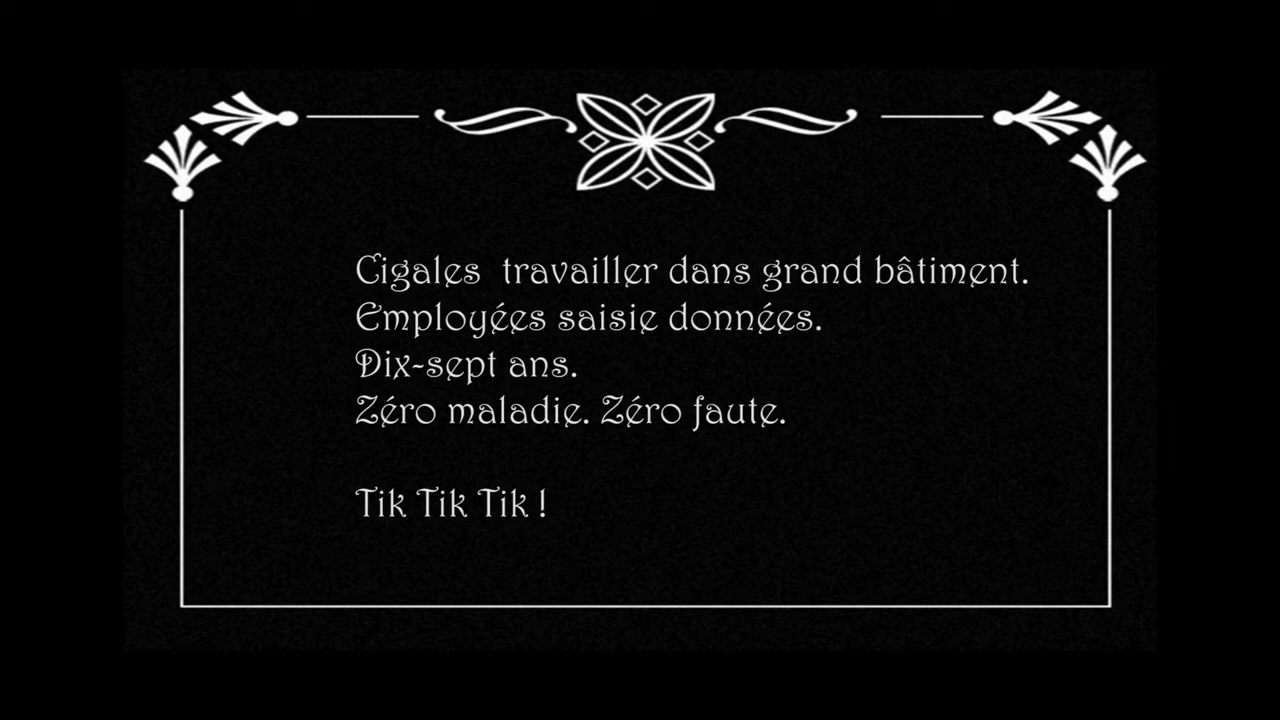 Cigales travailler dans grand bâtiment.
Employées saisie données.
Dix-sept ans.
Zéro maladie. Zéro faute.
Tik Tik Tik !